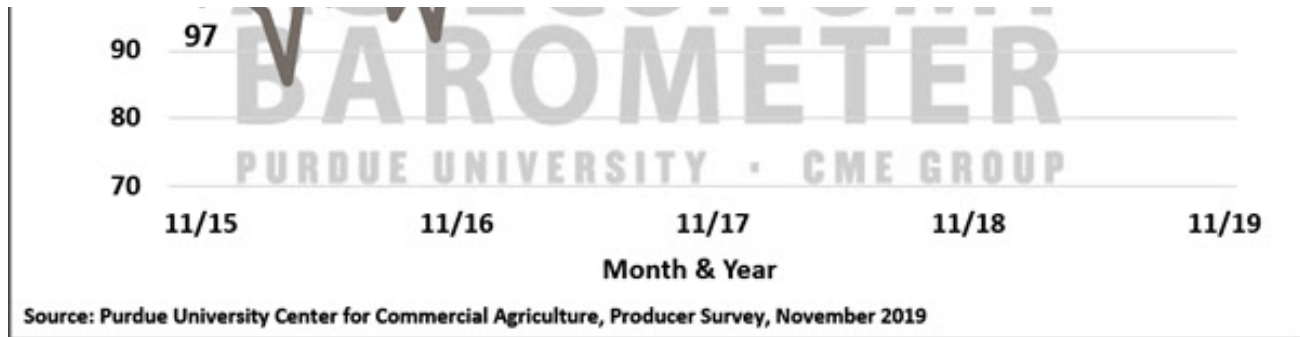 90
97
BAROMETER
80
PURDUE UNIVERSITY · CME GROUP
70
11/15 11/16 11/17 11/18 11/19
Month & Year
Source: Purdue University Center for Commercial Agriculture, Producer Survey, November 2019